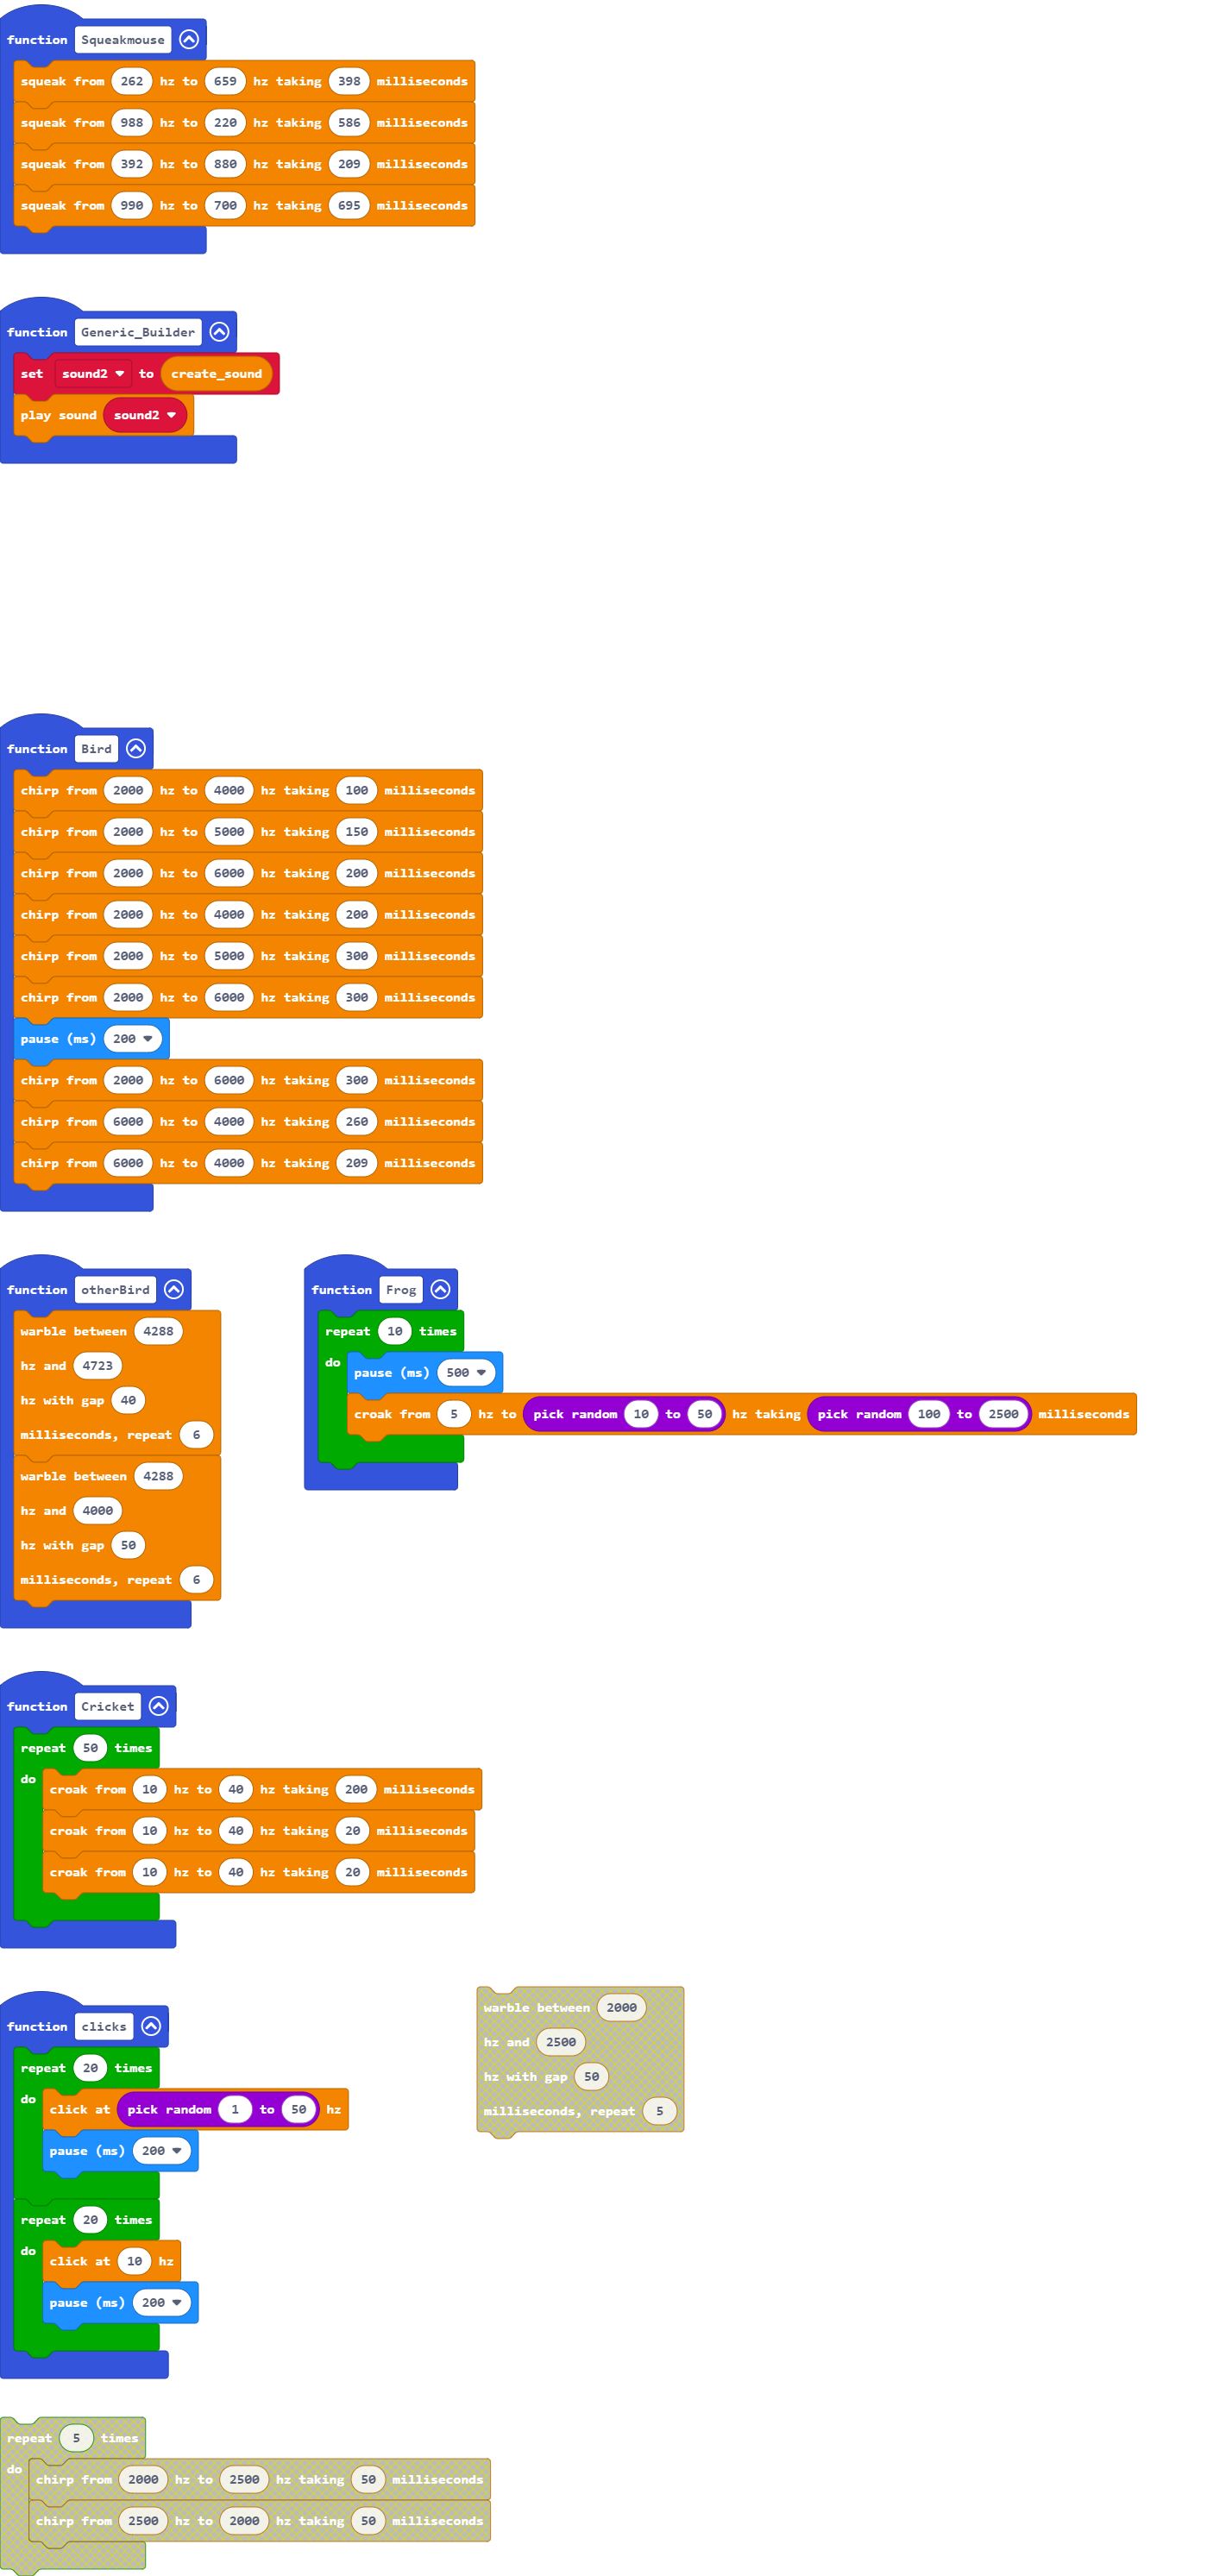 function Squeakmouse
squeak from 262 hz to 659 hz taking 398 milliseconds
squeak from 988 hz to 220 hz taking 586 milliseconds
squeak from 392 hz to 880 hz taking 209 milliseconds
squeak from 990 hz to 700 hz taking 695 milliseconds
function Generic_Builder
set sound2 to create_sound
play sound sound2
function Bird
chirp from 2000 hz to 4000 hz taking 100 milliseconds
chirp from 2000 hz to 5000 hz taking 150 milliseconds
chirp from 2000 hz to 6000 hz taking 200 milliseconds
chirp from 2000 hz to 4000 hz taking 200 milliseconds
chirp from 2000 hz to 5000 hz taking 300 milliseconds
chirp from 2000 hz to 6000 hz taking 300 milliseconds
pause (ms) 200
chirp from 2000 hz to 6000 hz taking 300 milliseconds
chirp from 6000 hz to 4000 hz taking 260 milliseconds
chirp from 6000 hz to 4000 hz taking 209 milliseconds
function otherBird
warble between 4288
hz and 4723
hz with gap 40
milliseconds, repeat 6
warble between 4288
hz and 4000
hz with gap 50
milliseconds, repeat 6
function Frog
repeat 10 times
do
pause (ms) 500
croak from 5 hz to pick random 10 to 50 hz taking pick random 100 to 2500 milliseconds
function Cricket
repeat 50 times
do
croak from 10 hz to 40 hz taking 200 milliseconds
croak from 10 hz to 40 hz taking 20 milliseconds
croak from 10 hz to 40 hz taking 20 milliseconds
function clicks
repeat 20 times
do
click at pick random 1 to 50 hz
pause (ms) 200
repeat 20 times
do
click at 10 hz
pause (ms) 200
warble between 2000
hz and 2500
hz with gap 50
milliseconds, repeat 5
repeat 5 times
do
chirp from 2000 hz to 2500 hz taking 50 milliseconds
chirp from 2500 hz to 2000 hz taking 50 milliseconds